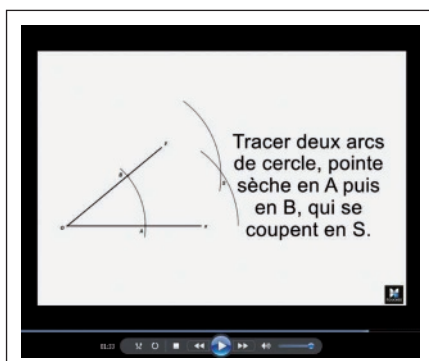 Tracer deux arcs
de cercle, pointe
sèche en A puis
en B, qui se
coupent en S.
B
S
A